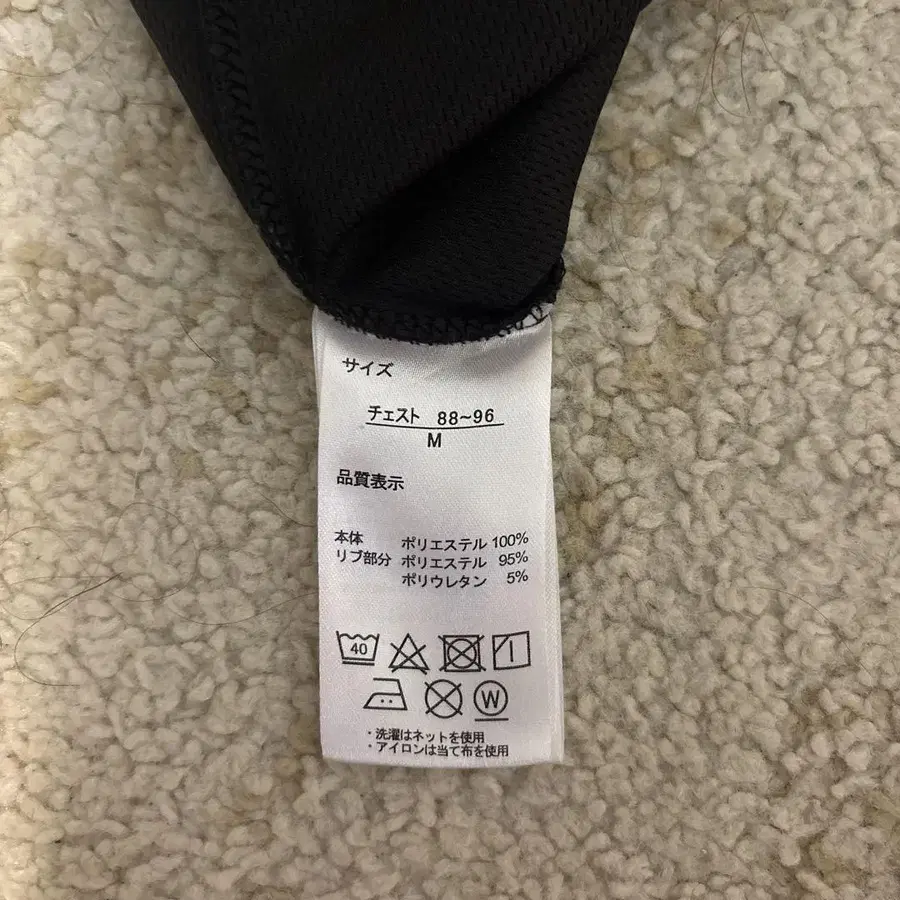 サイズ
チェスト 88~96
M
品質表示
本体 ポリエステル 100%
リブ部分 ポリエステル 95%
ポリウレタン 5%
40
W
・洗濯はネットを使用
・アイロンは当て布を使用